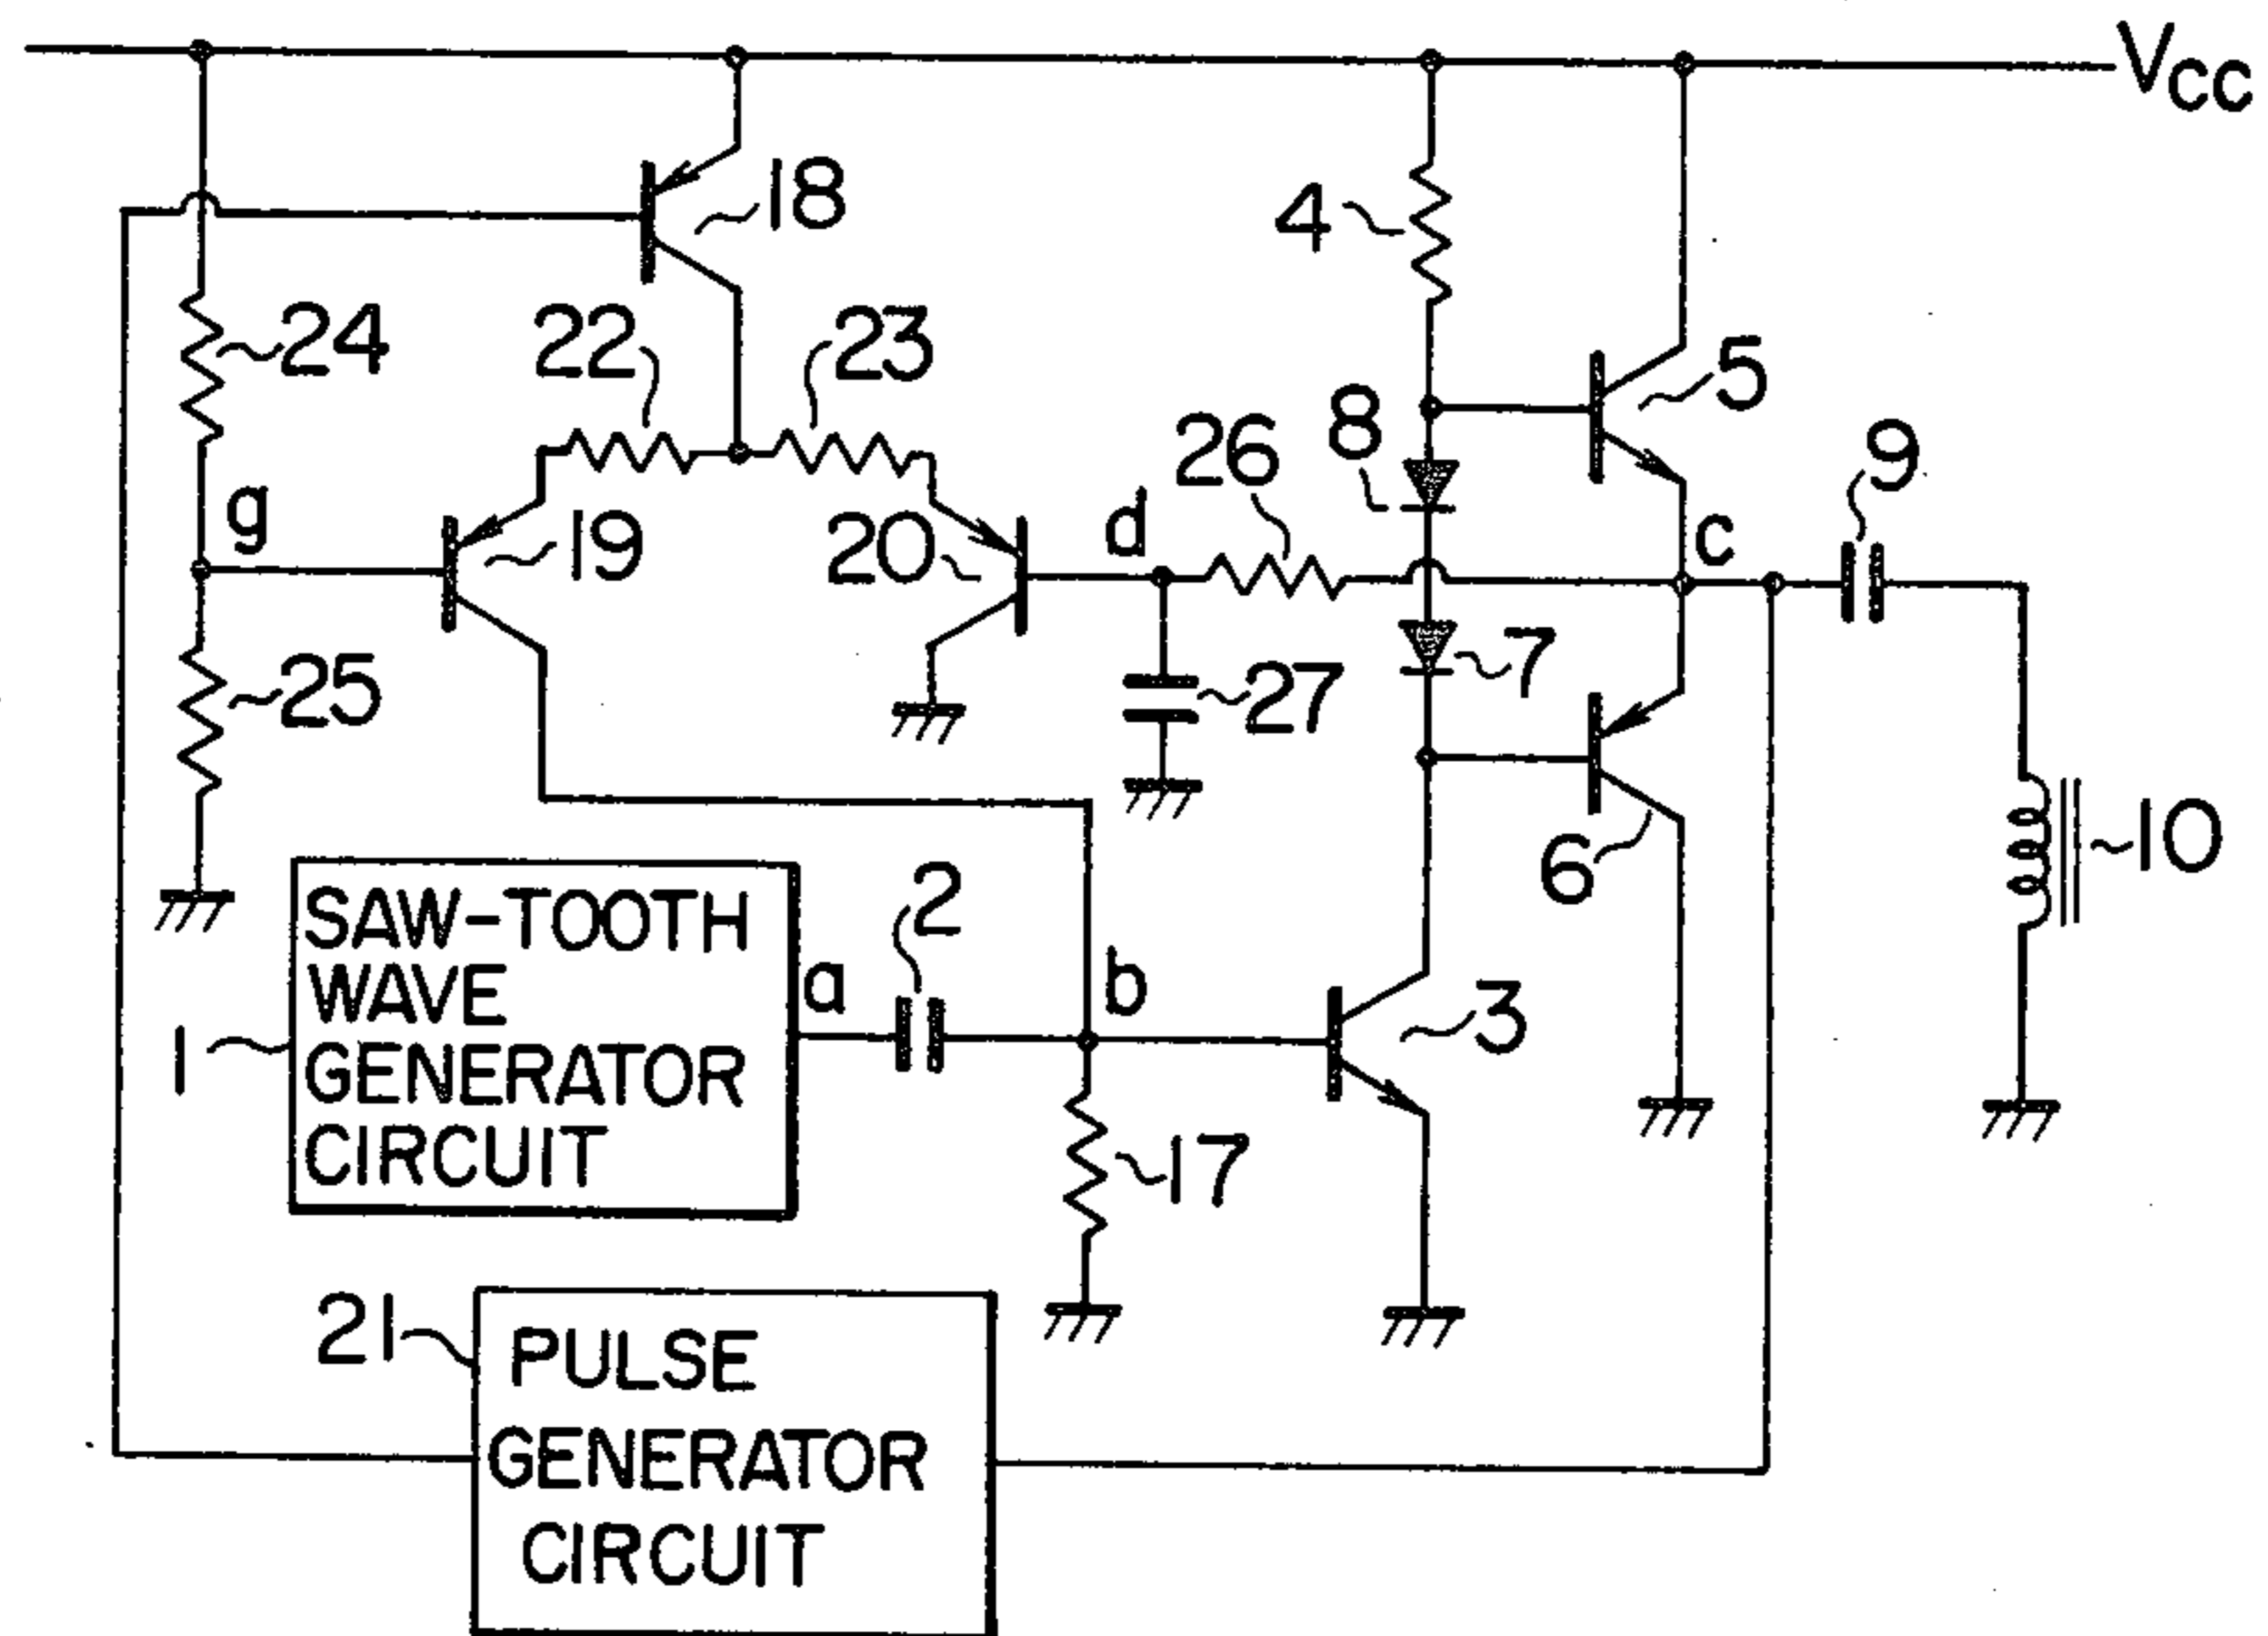 Vcc
18
4
24
22
23
5
8
9
26
g
19
20
d
c
7
25
27
10
6
SAW-TOOTH
WAVE
GENERATOR
CIRCUIT
1
a
2
b
3
17
21
PULSE
GENERATOR
CIRCUIT